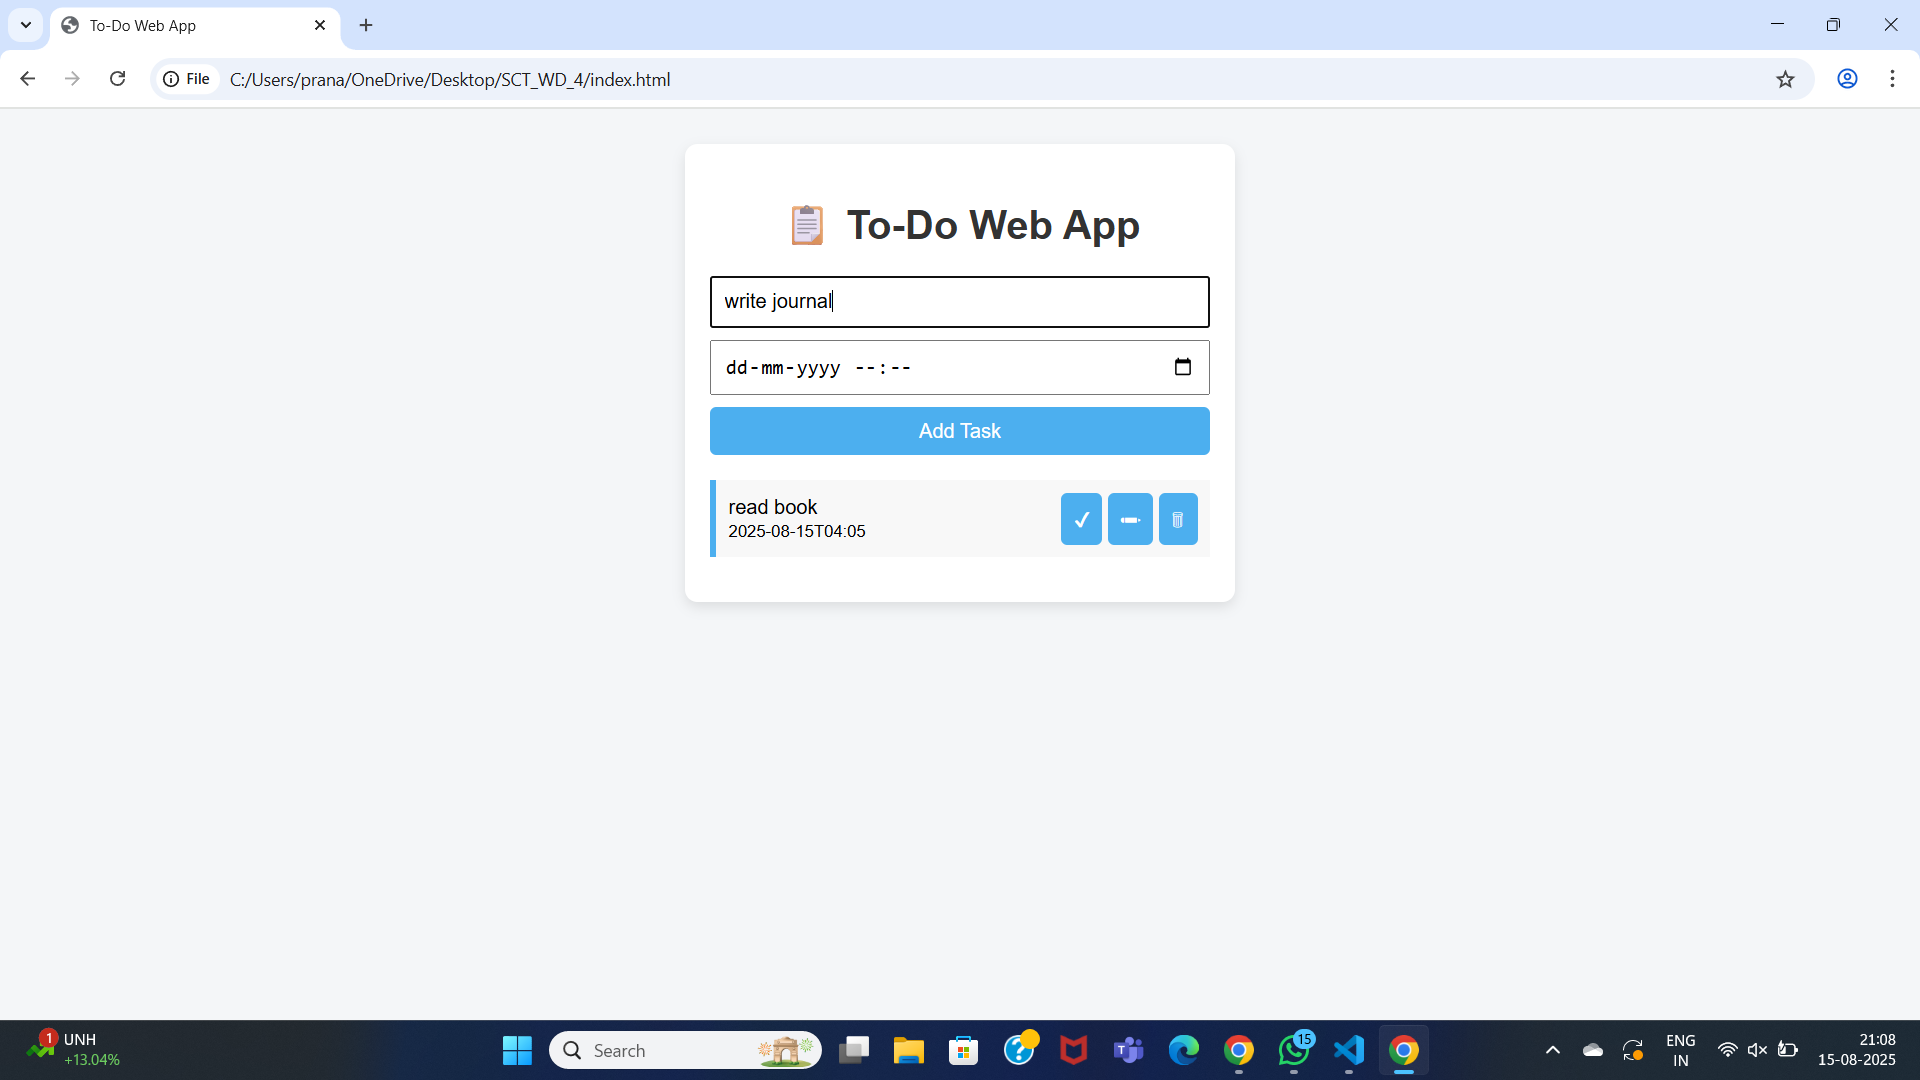 To-Do Web App
File
C:/Users/prana/OneDrive/Desktop/SCT_WD_4/index.html
To-Do Web App
write journal
dd-mm-yyyy --:--
Add Task
read book
2025-08-15T04:05
1
UNH
+13.04%
Search
15
ENG
IN
21:08
15-08-2025